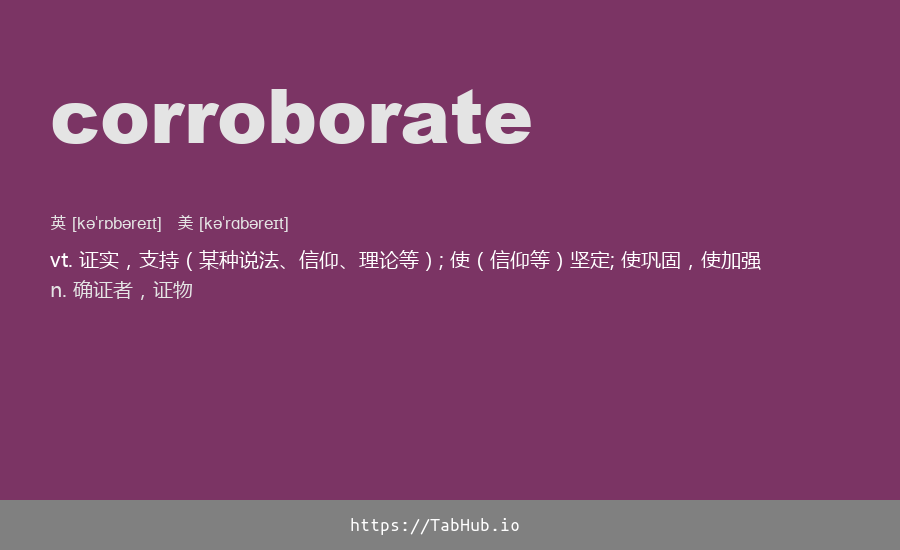 corroborate
英 [kə'rɒbəreɪt] 美 [kə'rɑbəreɪt]
vt. 证实，支持（某种说法、信仰、理论等）; 使（信仰等）坚定; 使巩固，使加强
n. 确证者，证物
https://TabHub.io